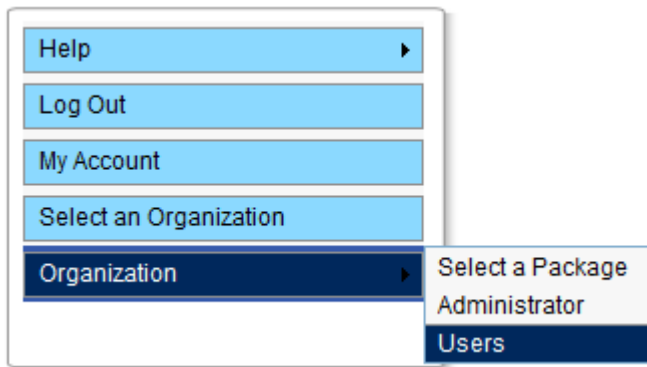 Help
Log Out
My Account
Select an Organization
Organization
Select a Package
Administrator
Users